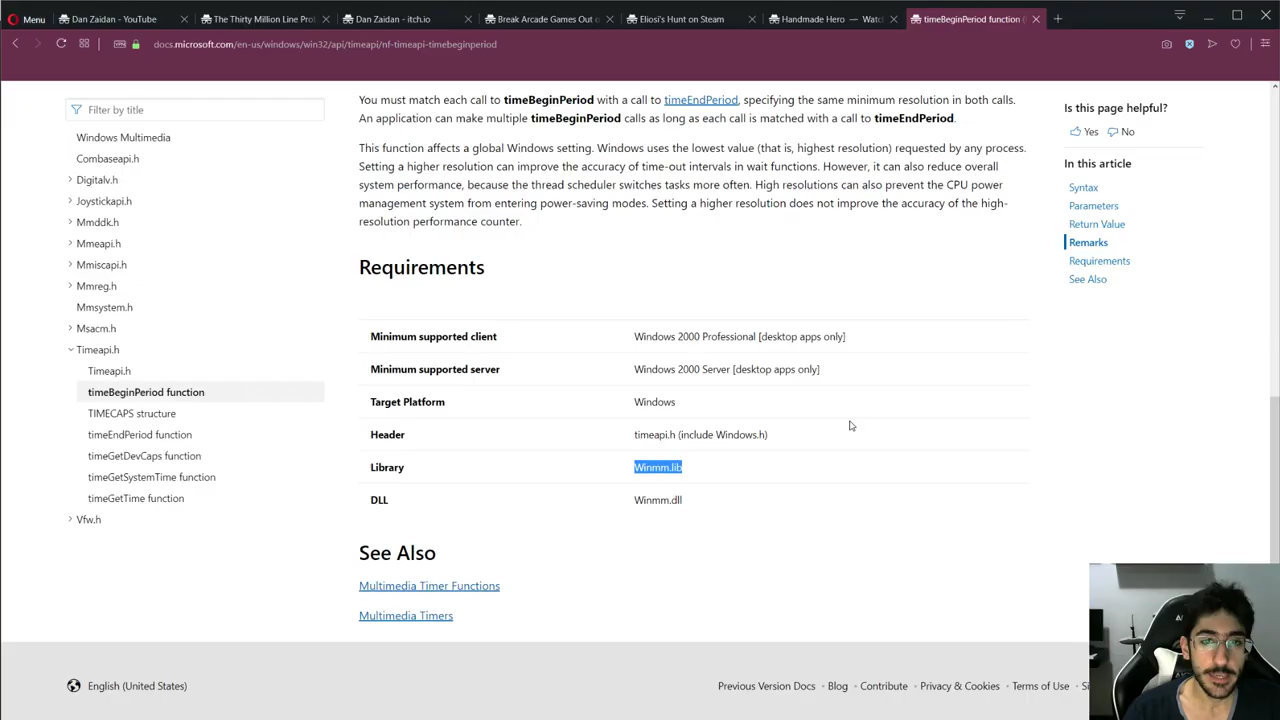 Menu
Dan Zaidan - YouTube
The Thirty Million Line Pro
Dan Zaidan - itch.io
Break Arcade Games Out o
Eliosi's Hunt on Steam
Handmade Hero — Watc
timeBeginPeriod function (
docs.microsoft.com/en-us/windows/win32/api/timeapi/nf-timeapi-timebeginperiod
Filter by title
Windows Multimedia
Combaseapi.h
Digitalv.h
Joystickapi.h
Mmddk.h
Mmeapi.h
Mmiscapi.h
Mmreg.h
Mmsystem.h
Msacm.h
Timeapi.h
Timeapi.h
timeBeginPeriod function
TIMECAPS structure
timeEndPeriod function
timeGetDevCaps function
timeGetSystemTime function
timeGetTime function
Vfw.h
You must match each call to timeBeginPeriod with a call to timeEndPeriod, specifying the same minimum resolution in both calls.
An application can make multiple timeBeginPeriod calls as long as each call is matched with a call to timeEndPeriod.
This function affects a global Windows setting. Windows uses the lowest value (that is, highest resolution) requested by any process.
Setting a higher resolution can improve the accuracy of time-out intervals in wait functions. However, it can also reduce overall
system performance, because the thread scheduler switches tasks more often. High resolutions can also prevent the CPU power
management system from entering power-saving modes. Setting a higher resolution does not improve the accuracy of the high-
resolution performance counter.
Requirements
Minimum supported client Windows 2000 Professional [desktop apps only]
Minimum supported server Windows 2000 Server [desktop apps only]
Target Platform Windows
Header timeapi.h (include Windows.h)
Library Winmm.lib
DLL Winmm.dll
See Also
Multimedia Timer Functions
Multimedia Timers
Is this page helpful?
Yes No
In this article
Syntax
Parameters
Return Value
Remarks
Requirements
See Also
English (United States)
Previous Version Docs • Blog • Contribute • Privacy & Cookies • Terms of Use • Si